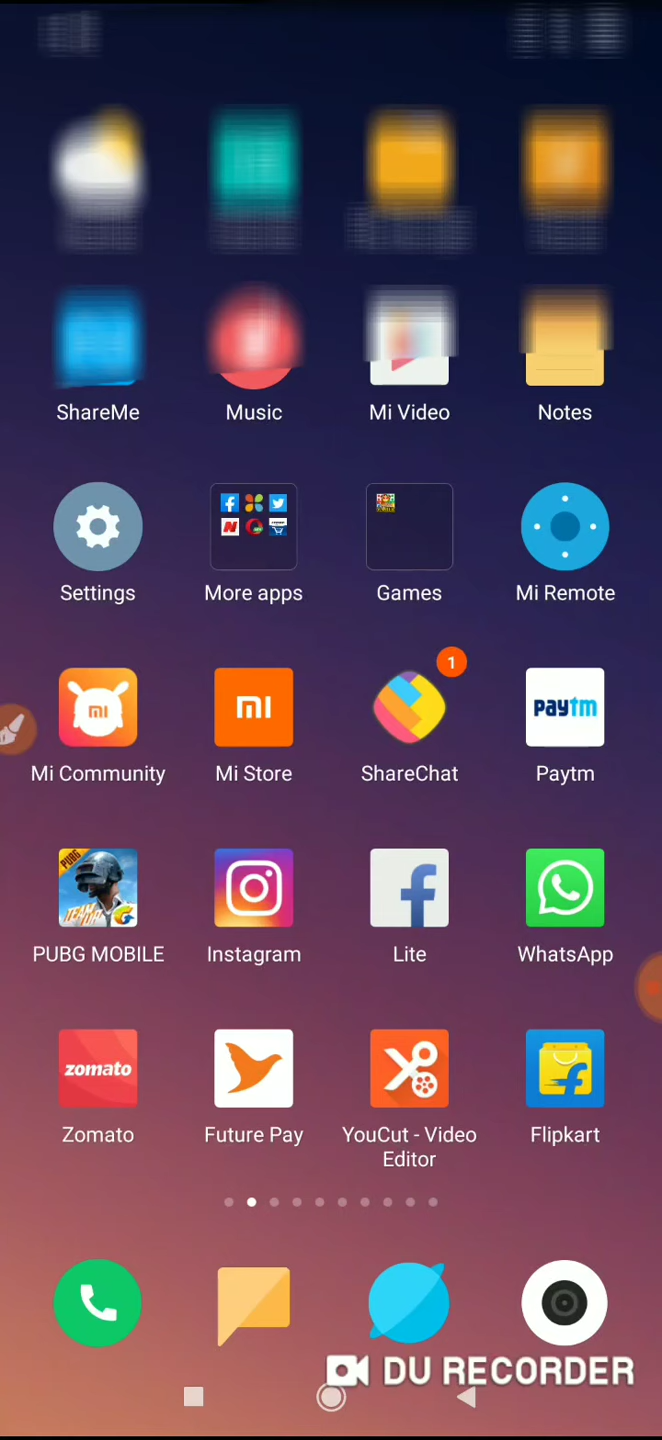 ShareMe Music Mi Video Notes
Settings More apps Games Mi Remote
1
mi mi paytm
Mi Community Mi Store ShareChat Paytm
PUBG
PUBG MOBILE Instagram Lite WhatsApp
zomato
Zomato Future Pay YouCut - Video Flipkart
Editor
DU RECORDER